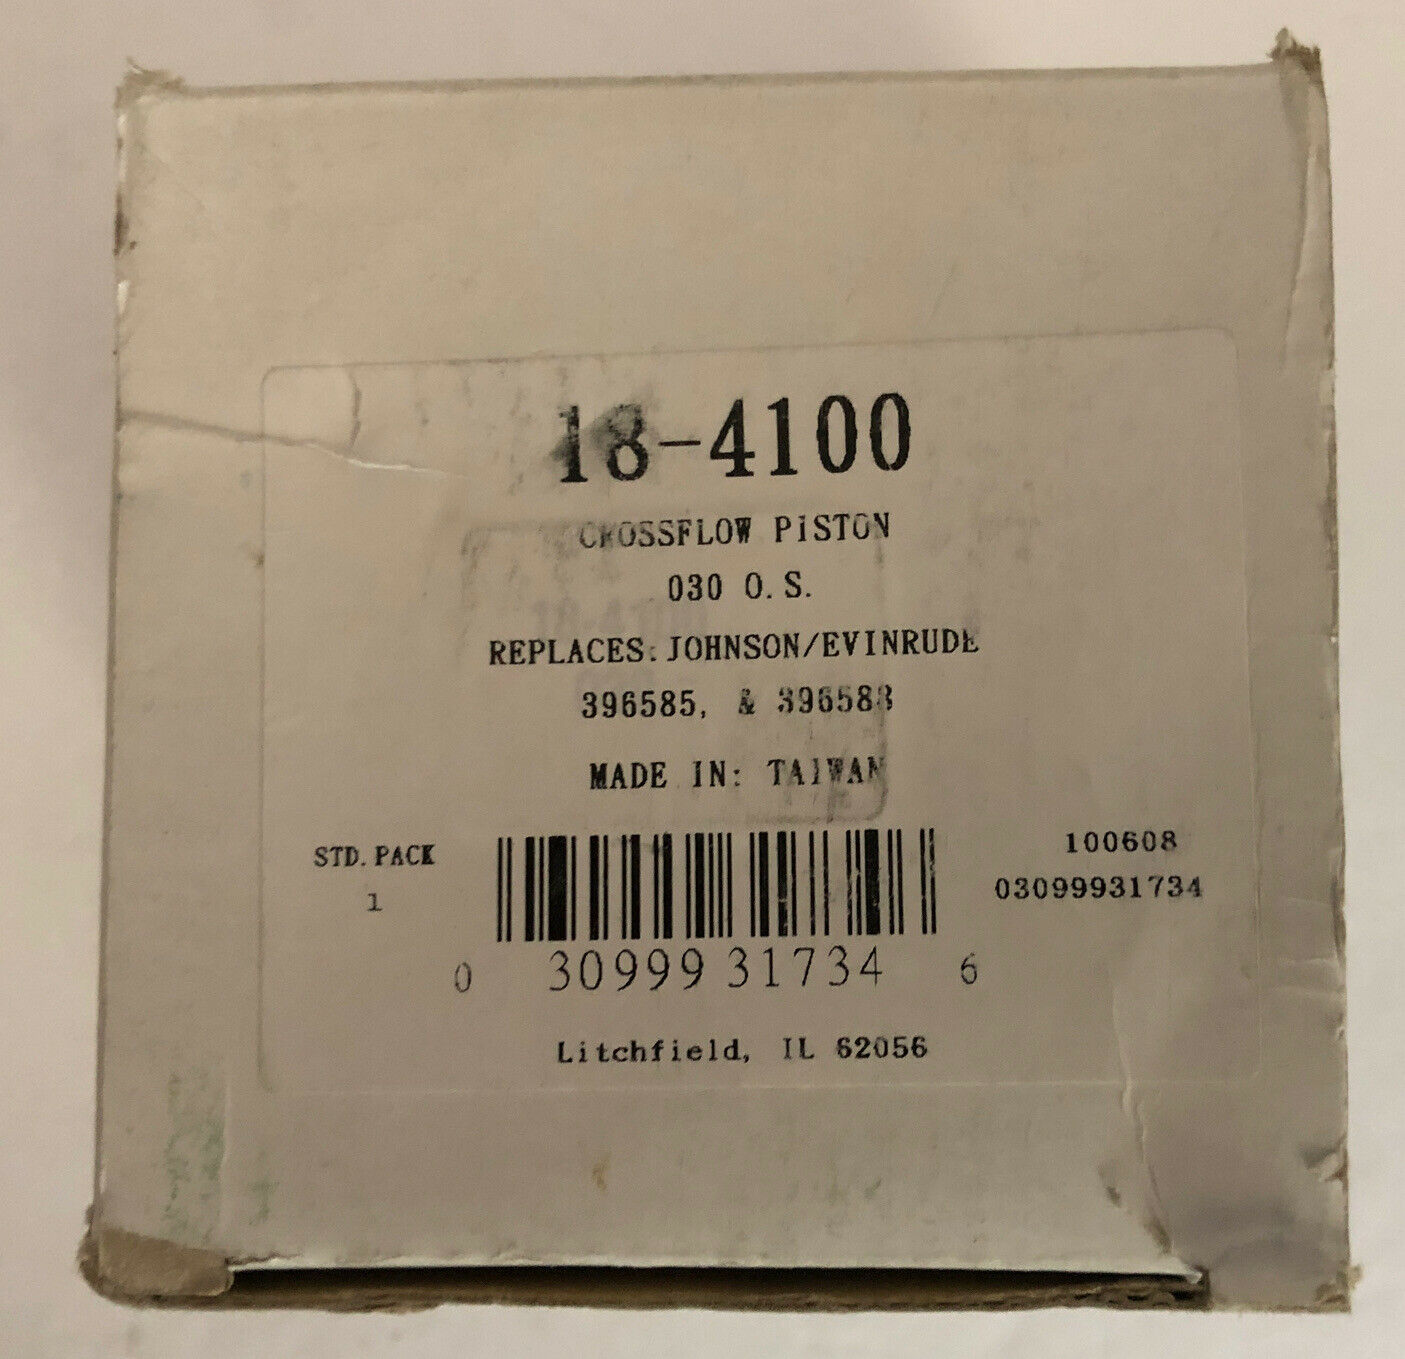 18-4100
CROSSFLOW PISTON
030 O.S.
REPLACES: JOHNSON/EVINRUDE
396585, & 396588
MADE IN: TAIWAN
STD. PACK
1
100608
03099931734
0 30999 31734 6
Litchfield, IL 62056